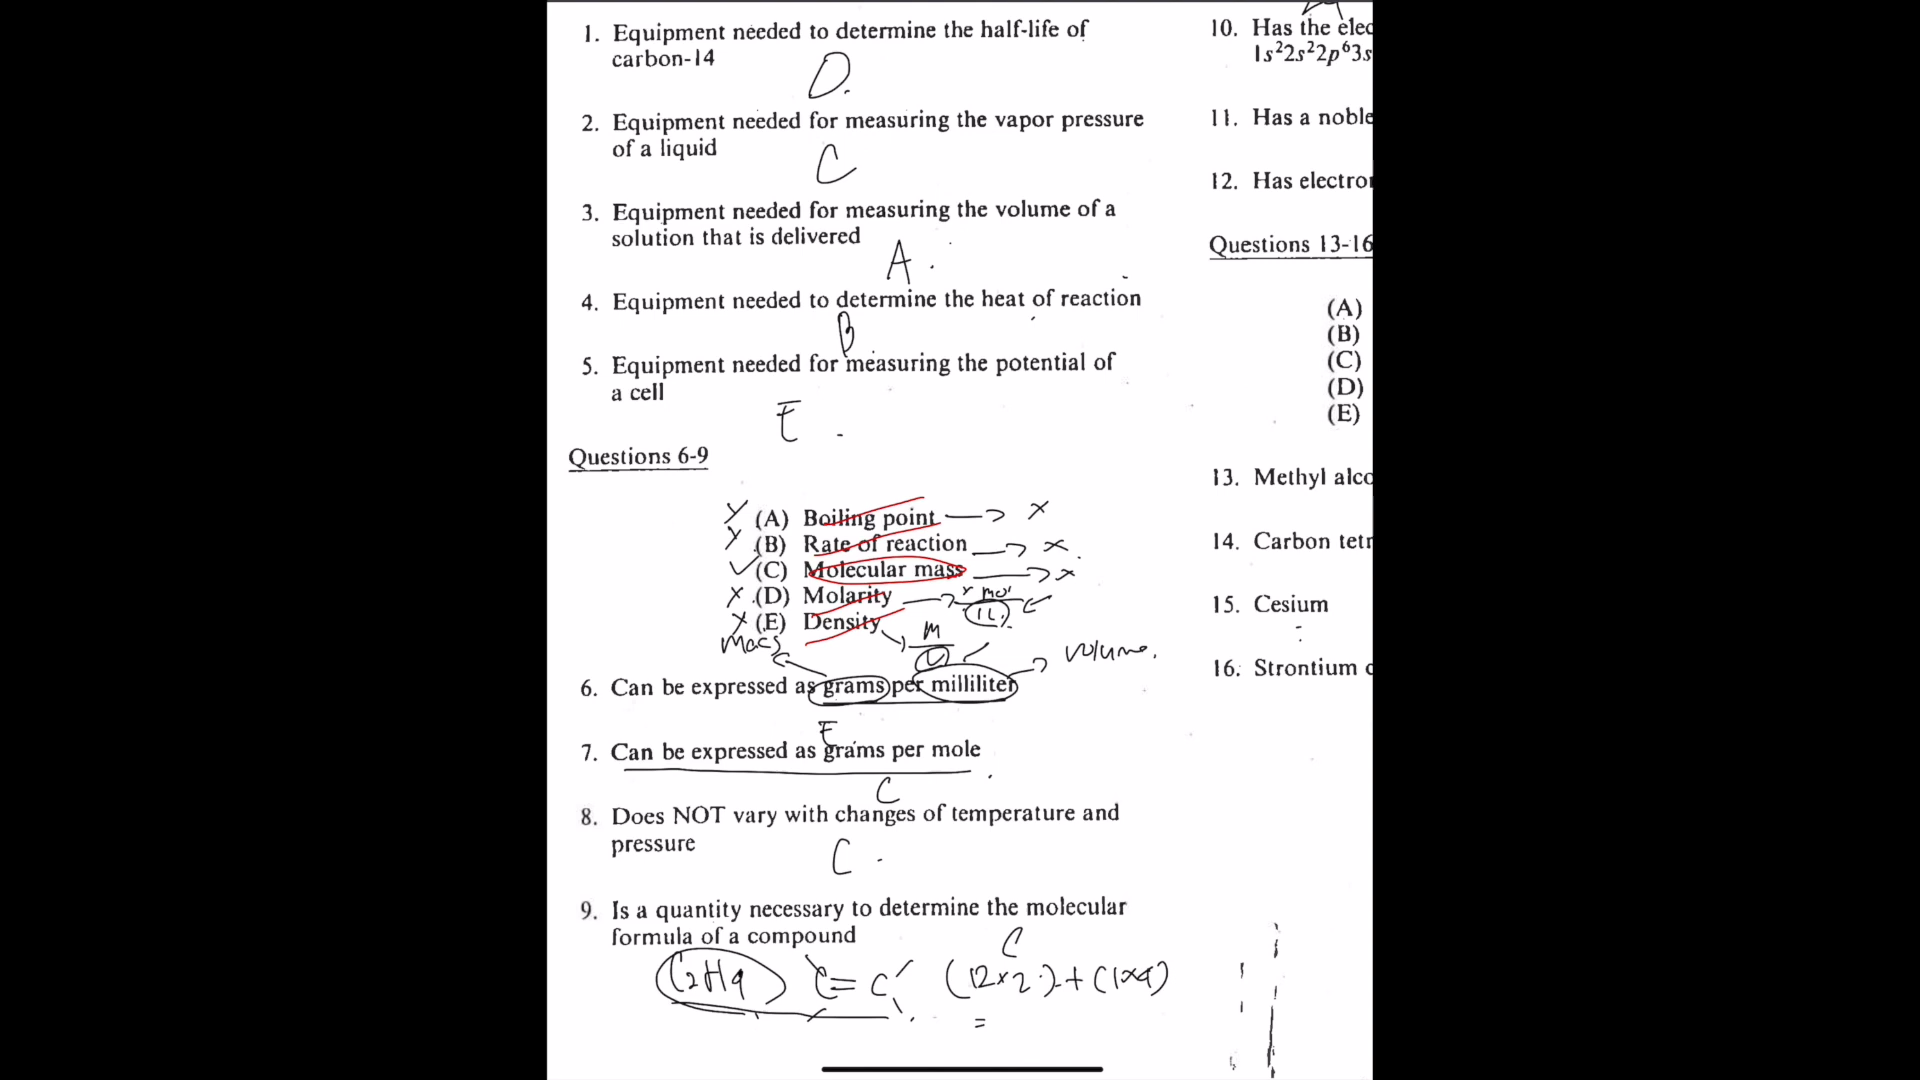 1. Equipment needed to determine the half-life of
carbon-14
D.
2. Equipment needed for measuring the vapor pressure
of a liquid
C
3. Equipment needed for measuring the volume of a
solution that is delivered
A.
4. Equipment needed to determine the heat of reaction
B
5. Equipment needed for measuring the potential of
a cell
E.
Questions 6-9
(A) Boiling point → x
(B) Rate of reaction → x
(C) Molecular mass → x
(D) Molarity →
(E) Density → M
volume.
6. Can be expressed as grams per milliliter
E
7. Can be expressed as grams per mole
C
8. Does NOT vary with changes of temperature and
pressure
C.
9. Is a quantity necessary to determine the molecular
formula of a compound
C
C = C (12×2) + (1×4)
=
10. Has the elec
1s²2s²2p⁶3s
11. Has a noble
12. Has electro
Questions 13-16
(A)
(B)
(C)
(D)
(E)
13. Methyl alco
14. Carbon tetr
15. Cesium
16. Strontium c